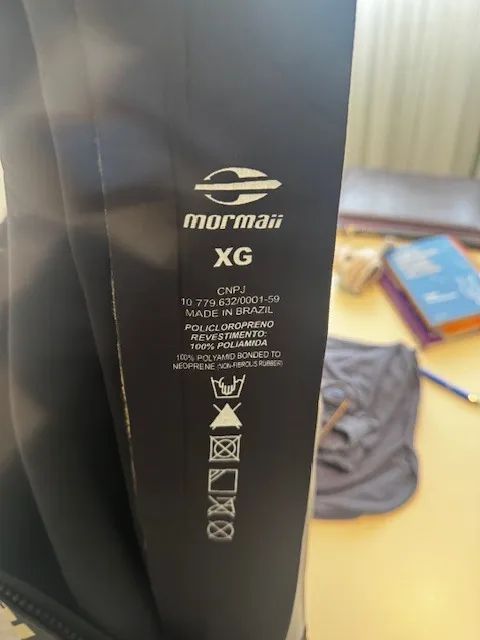 mormaii
XG
CNPJ
10.779.632/0001-59
MADE IN BRAZIL
POLICLOROPRENO
REVESTIMENTO:
100% POLIAMIDA
100% POLYAMID BONDED TO
NEOPRENE (NON-FIBROUS RUBBER)